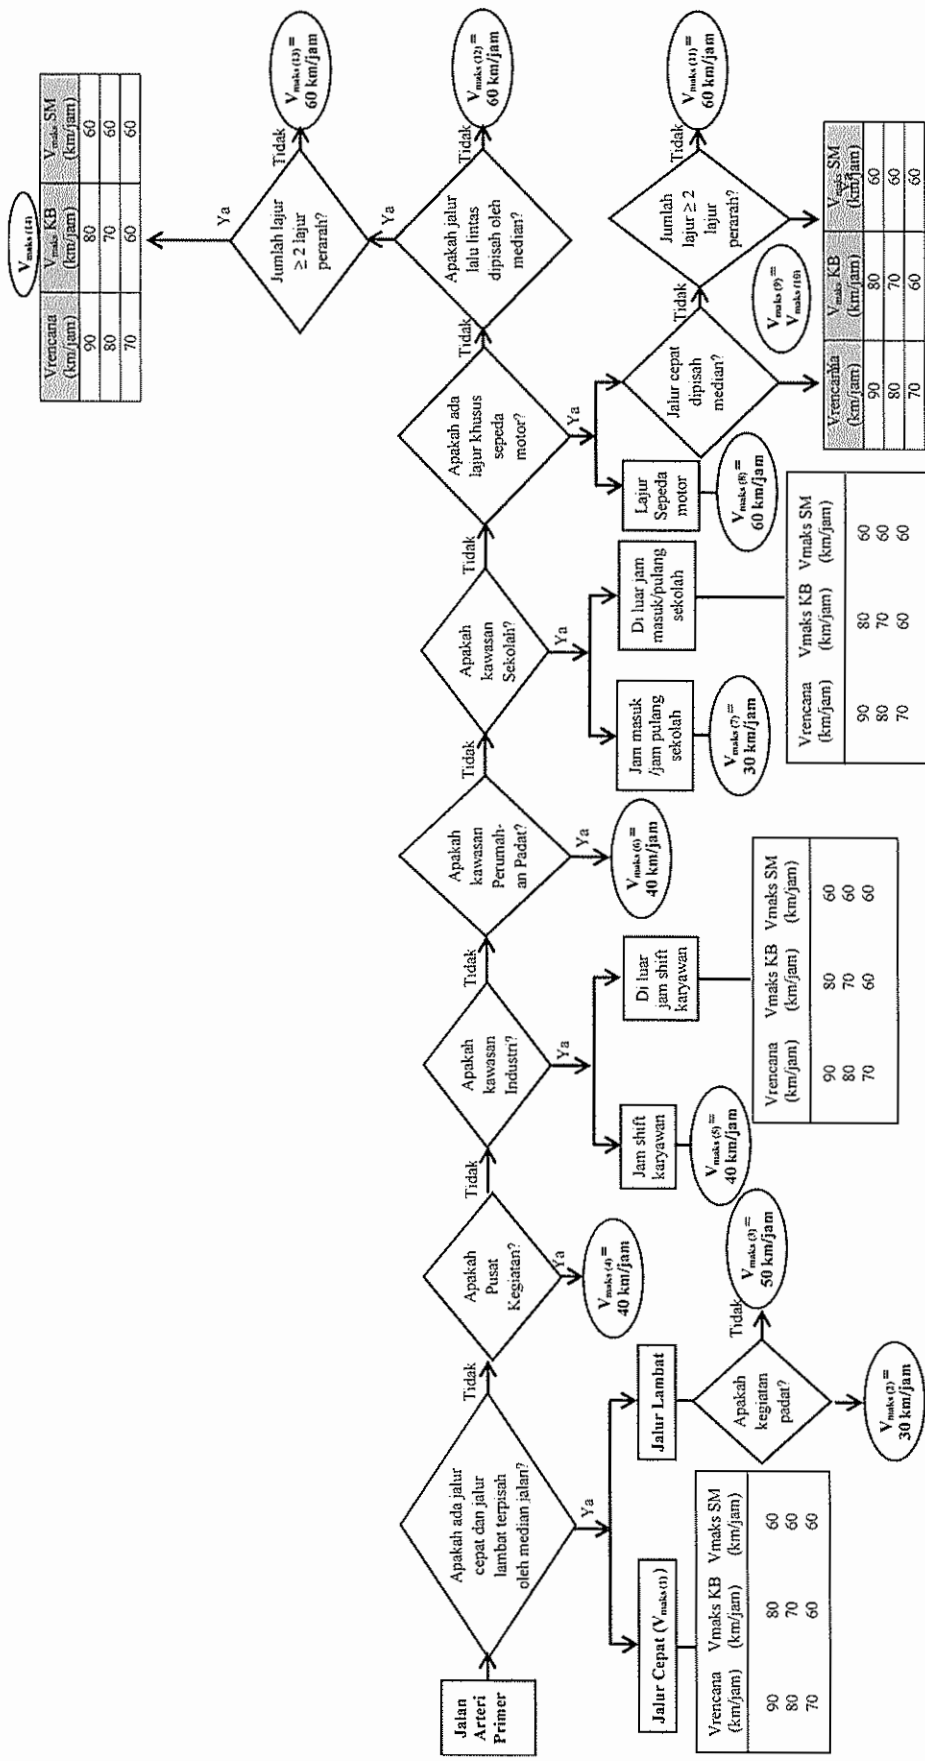 Jalan
Arteri
Primer
Apakah ada jalur
cepat dan jalur
lambat terpisah
oleh median jalan?
Tidak
Ya
Jalur Cepat (Vmaks(1))
Vrencana Vmaks KB Vmaks SM
(km/jam) (km/jam) (km/jam)
90 80 60
80 70 60
70 60 60
Jalur Lambat
Apakah
kegiatan
padat?
Tidak
Vmaks(3)=
50 km/jam
Vmaks(2)=
30 km/jam
Apakah
Pusat
Kegiatan?
Tidak
Ya
Vmaks(4)=
40 km/jam
Apakah
kawasan
Industri?
Tidak
Ya
Jam shift
karyawan
Vmaks(5)=
40 km/jam
Di luar
jam shift
karyawan
Vrencana Vmaks KB Vmaks SM
(km/jam) (km/jam) (km/jam)
90 80 60
80 70 60
70 60 60
Apakah
kawasan
Perumah-
an Padat?
Tidak
Ya
Vmaks(6)=
40 km/jam
Apakah
kawasan
Sekolah?
Tidak
Ya
Jam masuk
/jam pulang
sekolah
Vmaks(7)=
30 km/jam
Di luar jam
masuk/pulang
sekolah
Vrencana Vmaks KB Vmaks SM
(km/jam) (km/jam) (km/jam)
90 80 60
80 70 60
70 60 60
Apakah ada
lajur khusus
sepeda
motor?
Tidak
Ya
Lajur
Sepeda
motor
Vmaks(8)=
60 km/jam
Jalur cepat
dipisah
median?
Tidak
Ya
Jumlah
lajur ≥ 2
lajur
perarah?
Tidak
Ya
Vmaks(11)=
60 km/jam
Vmaks(9)=
Vmaks(10)
Vrencana Vmaks KB Vmaks SM
(km/jam) (km/jam) (km/jam)
90 80 60
80 70 60
70 60 60
Apakah jalur
lalu lintas
dipisah oleh
median?
Tidak
Ya
Vmaks(12)=
60 km/jam
Jumlah lajur
≥ 2 lajur
perarah?
Tidak
Ya
Vmaks(13)=
60 km/jam
Vmaks(14)
Vrencana Vmaks KB Vmaks SM
(km/jam) (km/jam) (km/jam)
90 80 60
80 70 60
70 60 60